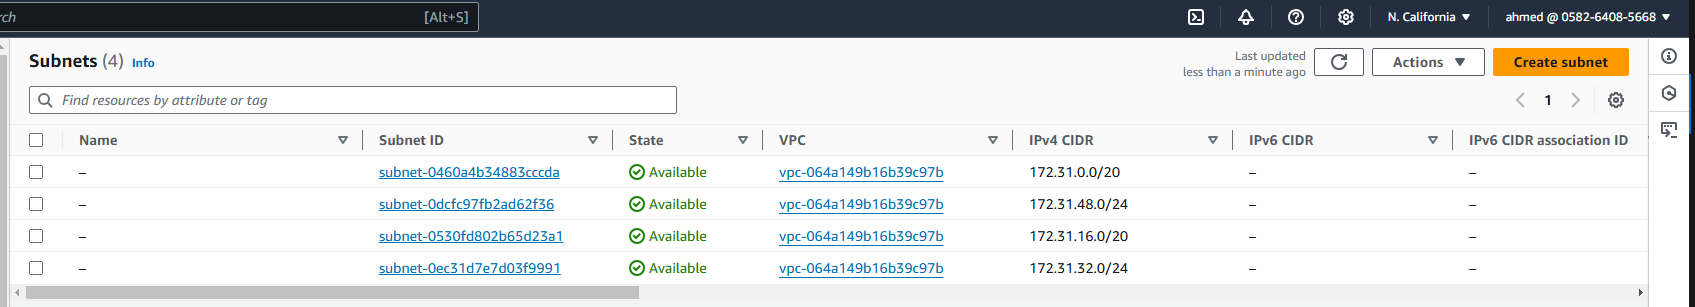 rch [Alt+S] N. California ahmed @ 0582-6408-5668
Subnets (4) Info Last updated less than a minute ago Actions Create subnet
Find resources by attribute or tag 1
Name Subnet ID State VPC IPv4 CIDR IPv6 CIDR IPv6 CIDR association ID
– subnet-0460a4b34883cccda Available vpc-064a149b16b39c97b 172.31.0.0/20 – –
– subnet-0dcfc97fb2ad62f36 Available vpc-064a149b16b39c97b 172.31.48.0/24 – –
– subnet-0530fd802b65d23a1 Available vpc-064a149b16b39c97b 172.31.16.0/20 – –
– subnet-0ec31d7e7d03f9991 Available vpc-064a149b16b39c97b 172.31.32.0/24 – –